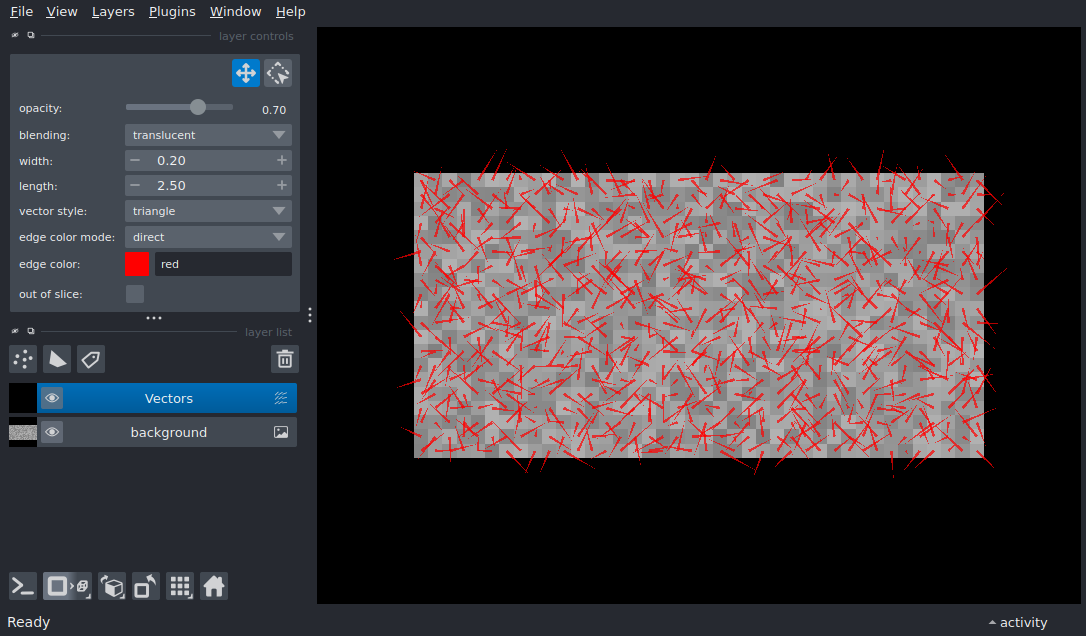 File View Layers Plugins Window Help
layer controls
opacity: 0.70
blending: translucent
width: 0.20
length: 2.50
vector style: triangle
edge color mode: direct
edge color: red
out of slice:
layer list
Vectors
background
Ready activity